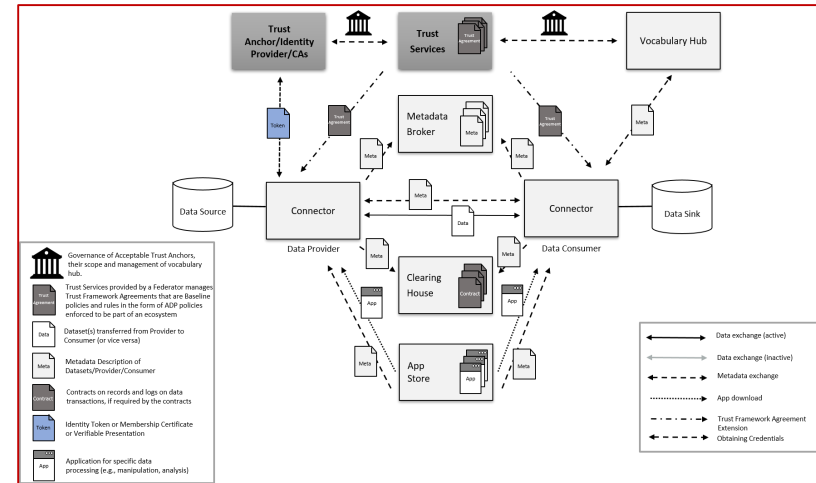 Trust
Anchor/Identity
Provider/CAs
Trust
Services
Trust
Agreement
Vocabulary Hub
Token
Trust
Agreement
Trust
Agreement
Meta
Metadata
Broker
Meta
Meta
Meta
Data Source
Connector
Meta
Data
Connector
Data Sink
Data Provider
Data Consumer
Meta
Clearing
House
Contract
Meta
App
App
Meta
App
Store
App
Meta
Governance of Acceptable Trust Anchors,
their scope and management of vocabulary
hub.
Trust
Agreement
Trust Services provided by a Federator manages
Trust Framework Agreements that are Baseline
policies and rules in the form of ADP policies
enforced to be part of an ecosystem
Data
Dataset(s) transferred from Provider to
Consumer (or vice versa)
Meta
Metadata Description of
Datasets/Provider/Consumer
Contract
Contracts on records and logs on data
transactions, if required by the contracts
Token
Identity Token or Membership Certificate
or Verifiable Presentation
App
Application for specific data
processing (e.g., manipulation, analysis)
Data exchange (active)
Data exchange (inactive)
Metadata exchange
App download
Trust Framework Agreement
Extension
Obtaining Credentials